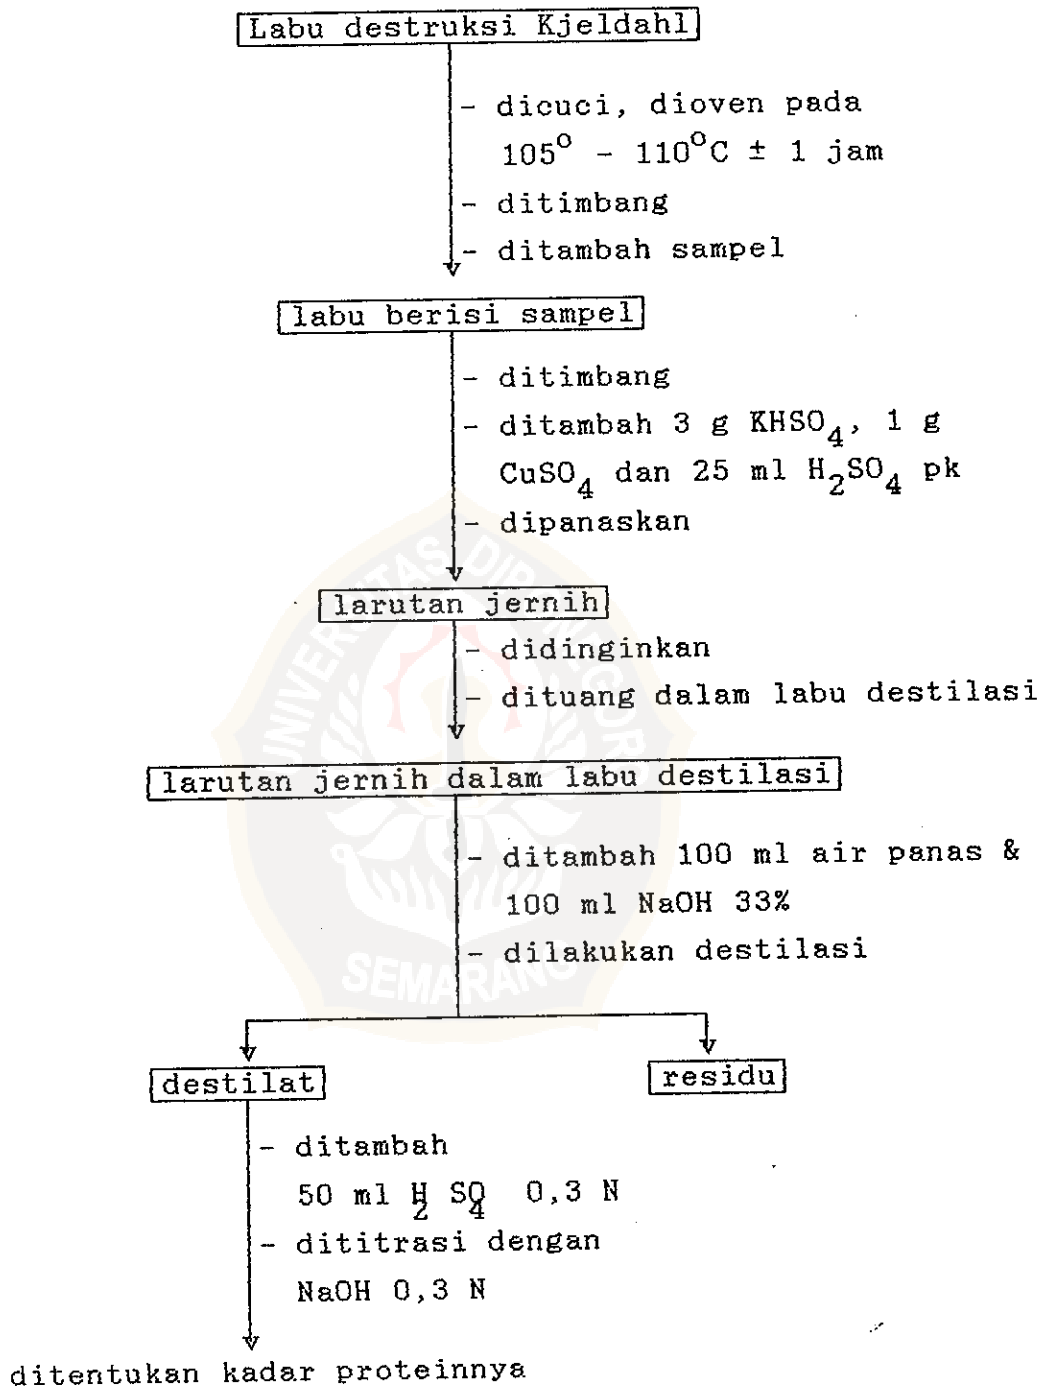 Labu destruksi Kjeldahl
- dicuci, dioven pada
105° - 110°C ± 1 jam
- ditimbang
- ditambah sampel
labu berisi sampel
- ditimbang
- ditambah 3 g KHSO₄, 1 g
CuSO₄ dan 25 ml H₂SO₄ pk
- dipanaskan
larutan jernih
- didinginkan
- dituang dalam labu destilasi
larutan jernih dalam labu destilasi
- ditambah 100 ml air panas &
100 ml NaOH 33%
- dilakukan destilasi
destilat
residu
- ditambah
50 ml H₂SO₄ 0,3 N
- dititrasi dengan
NaOH 0,3 N
ditentukan kadar proteinnya
UNIVERSITAS DIPONEGORO
SEMARANG